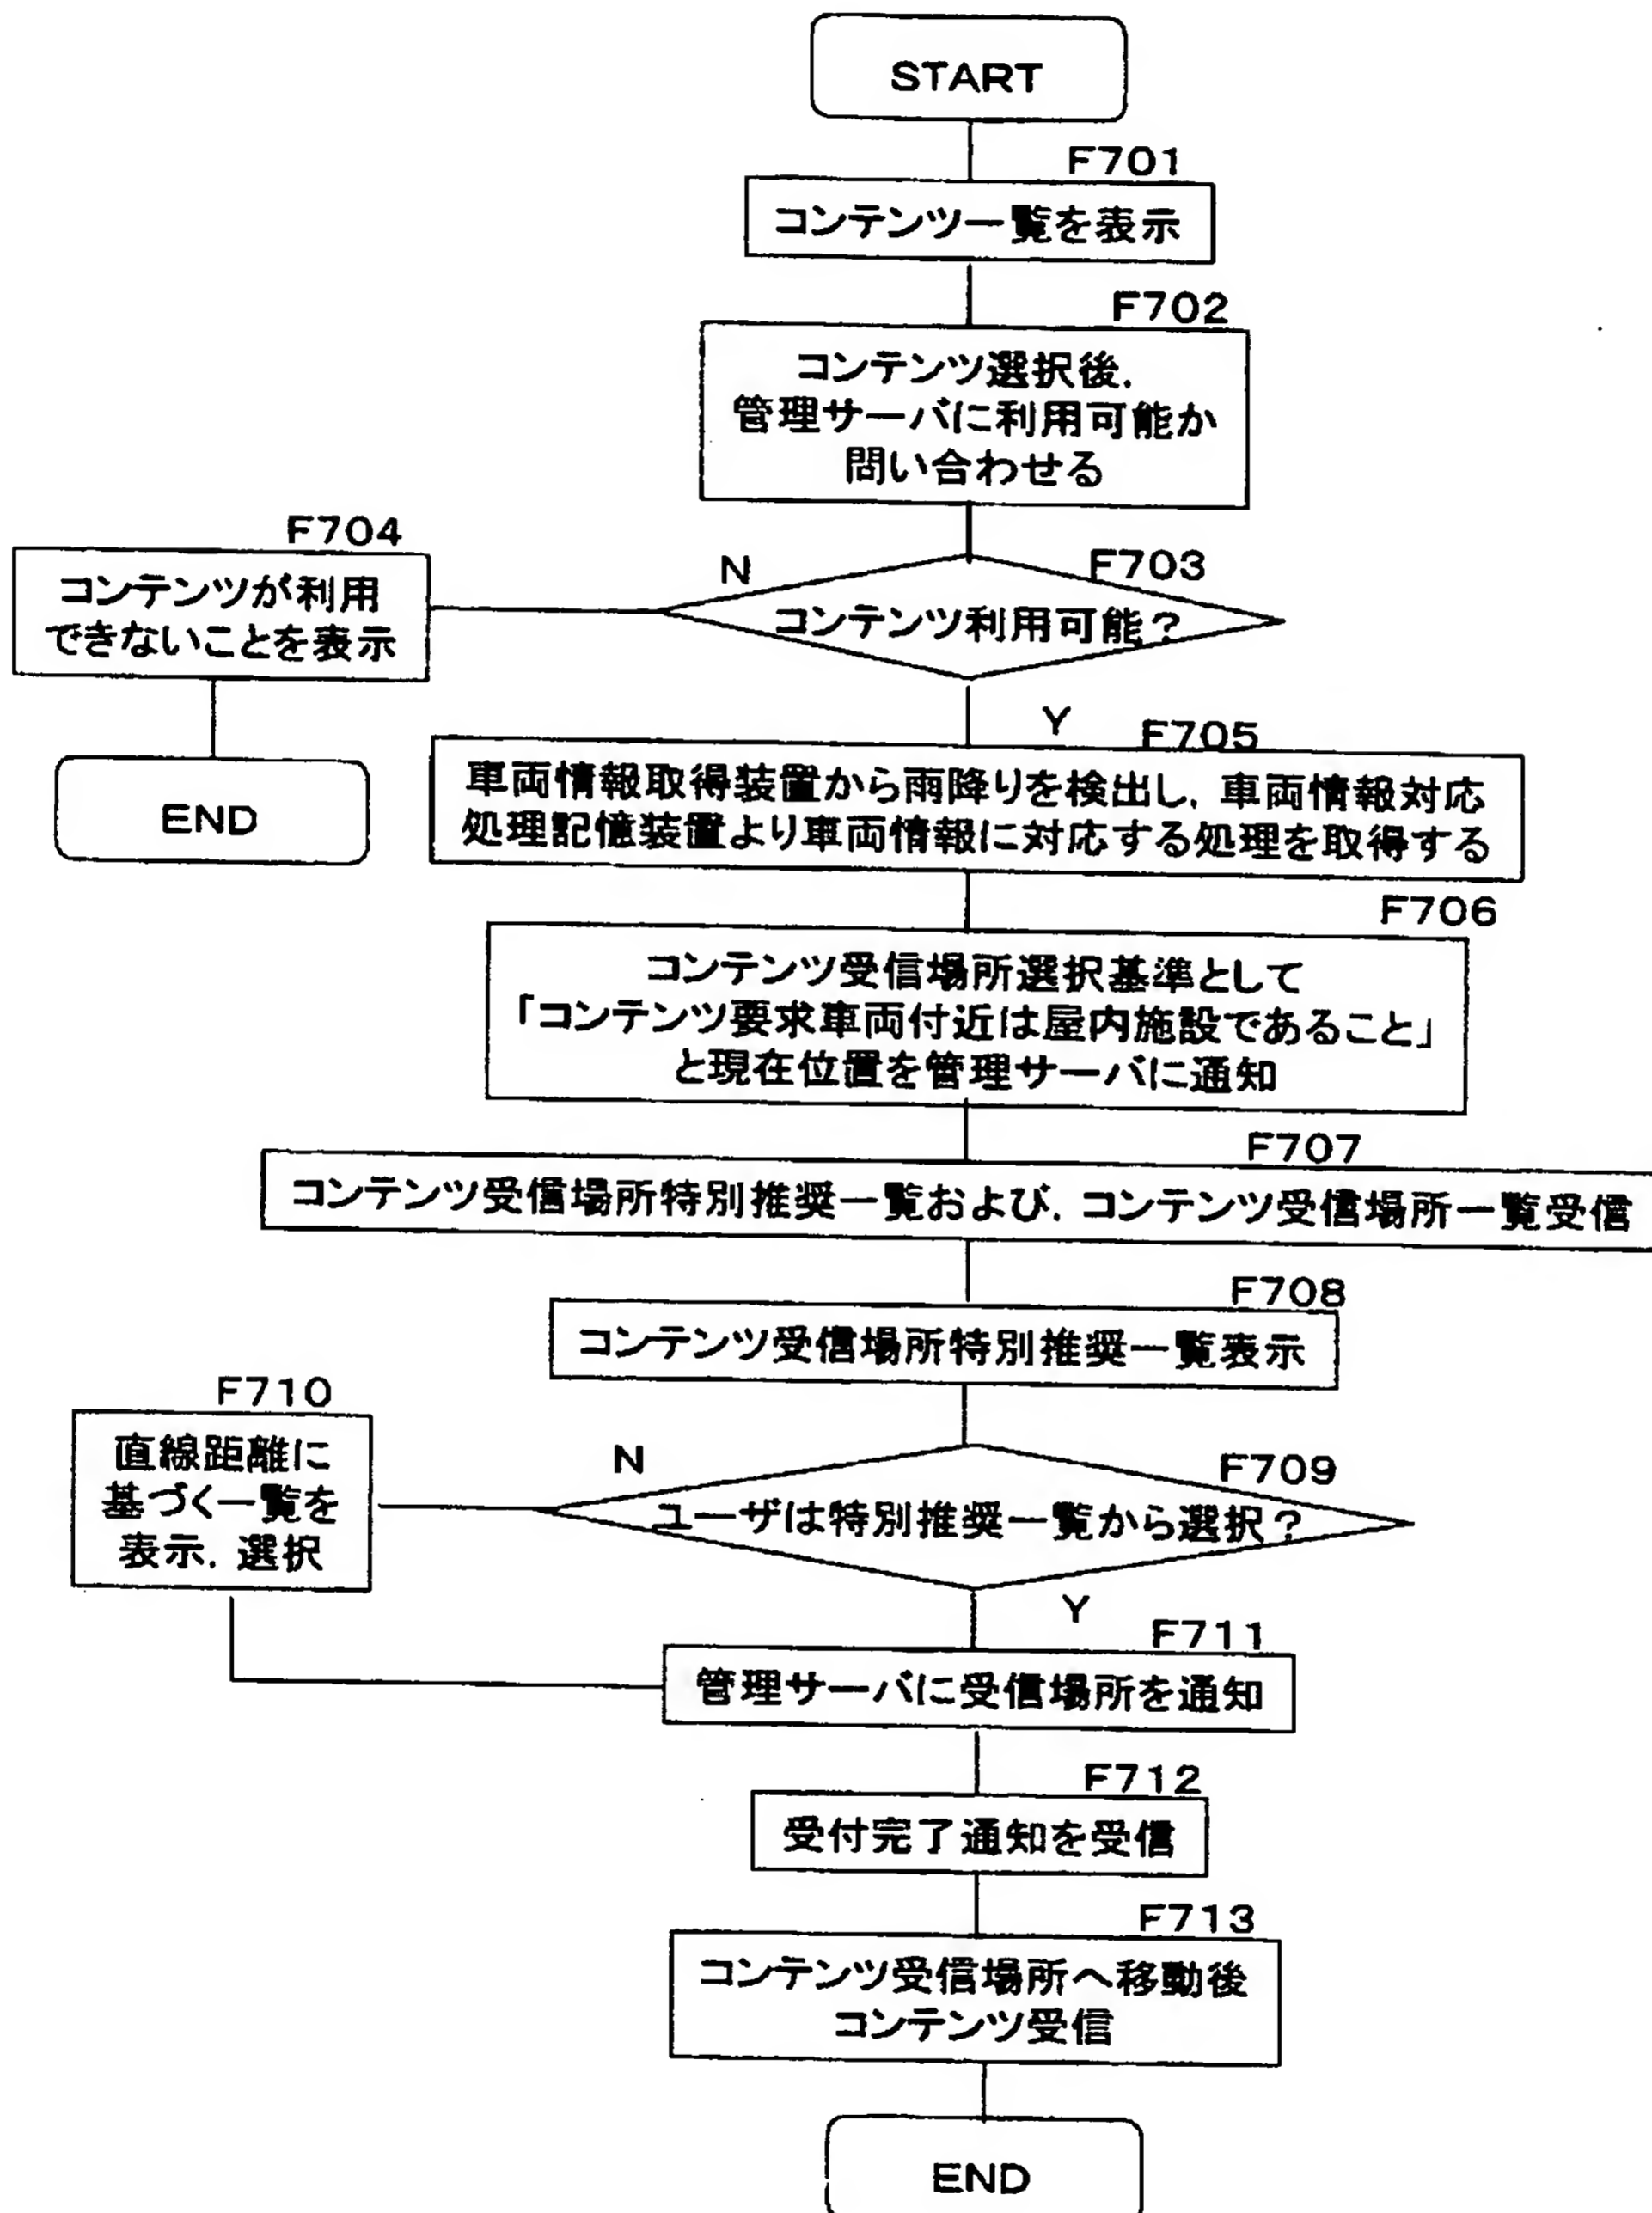 START
F701
コンテンツ一覧を表示
F702
コンテンツ選択後,
管理サーバに利用可能か
問い合わせる
F703
コンテンツ利用可能?
N
F704
コンテンツが利用
できないことを表示
END
Y
F705
車両情報取得装置から雨降りを検出し, 車両情報対応
処理記憶装置より車両情報に対応する処理を取得する
F706
コンテンツ受信場所選択基準として
「コンテンツ要求車両付近は屋内施設であること」
と現在位置を管理サーバに通知
F707
コンテンツ受信場所特別推奨一覧および, コンテンツ受信場所一覧受信
F708
コンテンツ受信場所特別推奨一覧表示
F709
ユーザは特別推奨一覧から選択?
N
F710
直線距離に
基づく一覧を
表示, 選択
Y
F711
管理サーバに受信場所を通知
F712
受付完了通知を受信
F713
コンテンツ受信場所へ移動後
コンテンツ受信
END